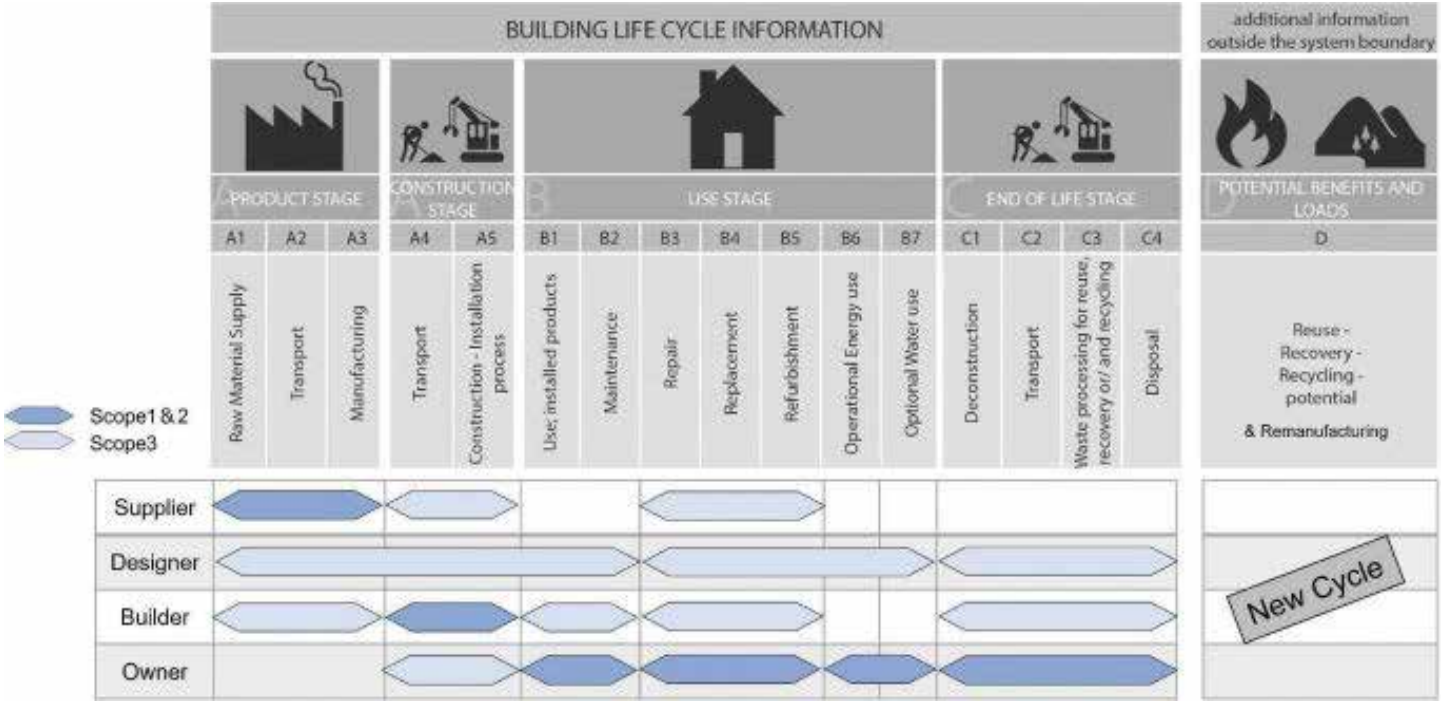 BUILDING LIFE CYCLE INFORMATION
additional information
outside the system boundary
A PRODUCT STAGE
A CONSTRUCTION
STAGE
B USE STAGE
C END OF LIFE STAGE
D POTENTIAL BENEFITS AND
LOADS
A1 A2 A3 A4 A5 B1 B2 B3 B4 B5 B6 B7 C1 C2 C3 C4 D
Raw Material Supply
Transport
Manufacturing
Transport
Construction - Installation
process
Use; installed products
Maintenance
Repair
Replacement
Refurbishment
Operational Energy use
Optional Water use
Deconstruction
Transport
Waste processing for reuse,
recovery or/ and recycling
Disposal
Reuse -
Recovery -
Recycling -
potential
& Remanufacturing
Scope1 & 2
Scope3
Supplier
Designer
Builder
Owner
New Cycle